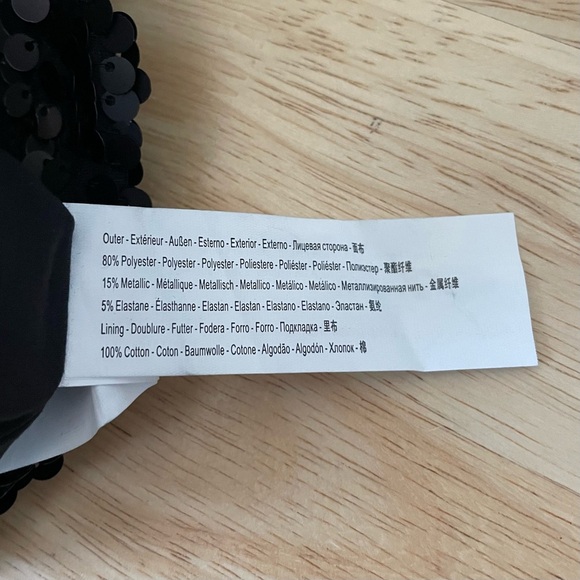 Outer - Extérieur - Außen - Esterno - Exterior - Externo - Лицевая сторона - 面布
80% Polyester - Polyester - Polyester - Poliestere - Poliéster - Poliéster - Полиэстер - 聚酯纤维
15% Metallic - Métallique - Metallisch - Metallico - Metálico - Metálico - Металлизированная нить - 金属纤维
5% Elastane - Élasthanne - Elastan - Elastan - Elastano - Elastano - Эластан - 氨纶
Lining - Doublure - Futter - Fodera - Forro - Forro - Подкладка - 里布
100% Cotton - Coton - Baumwolle - Cotone - Algodão - Algodón - Хлопок - 棉